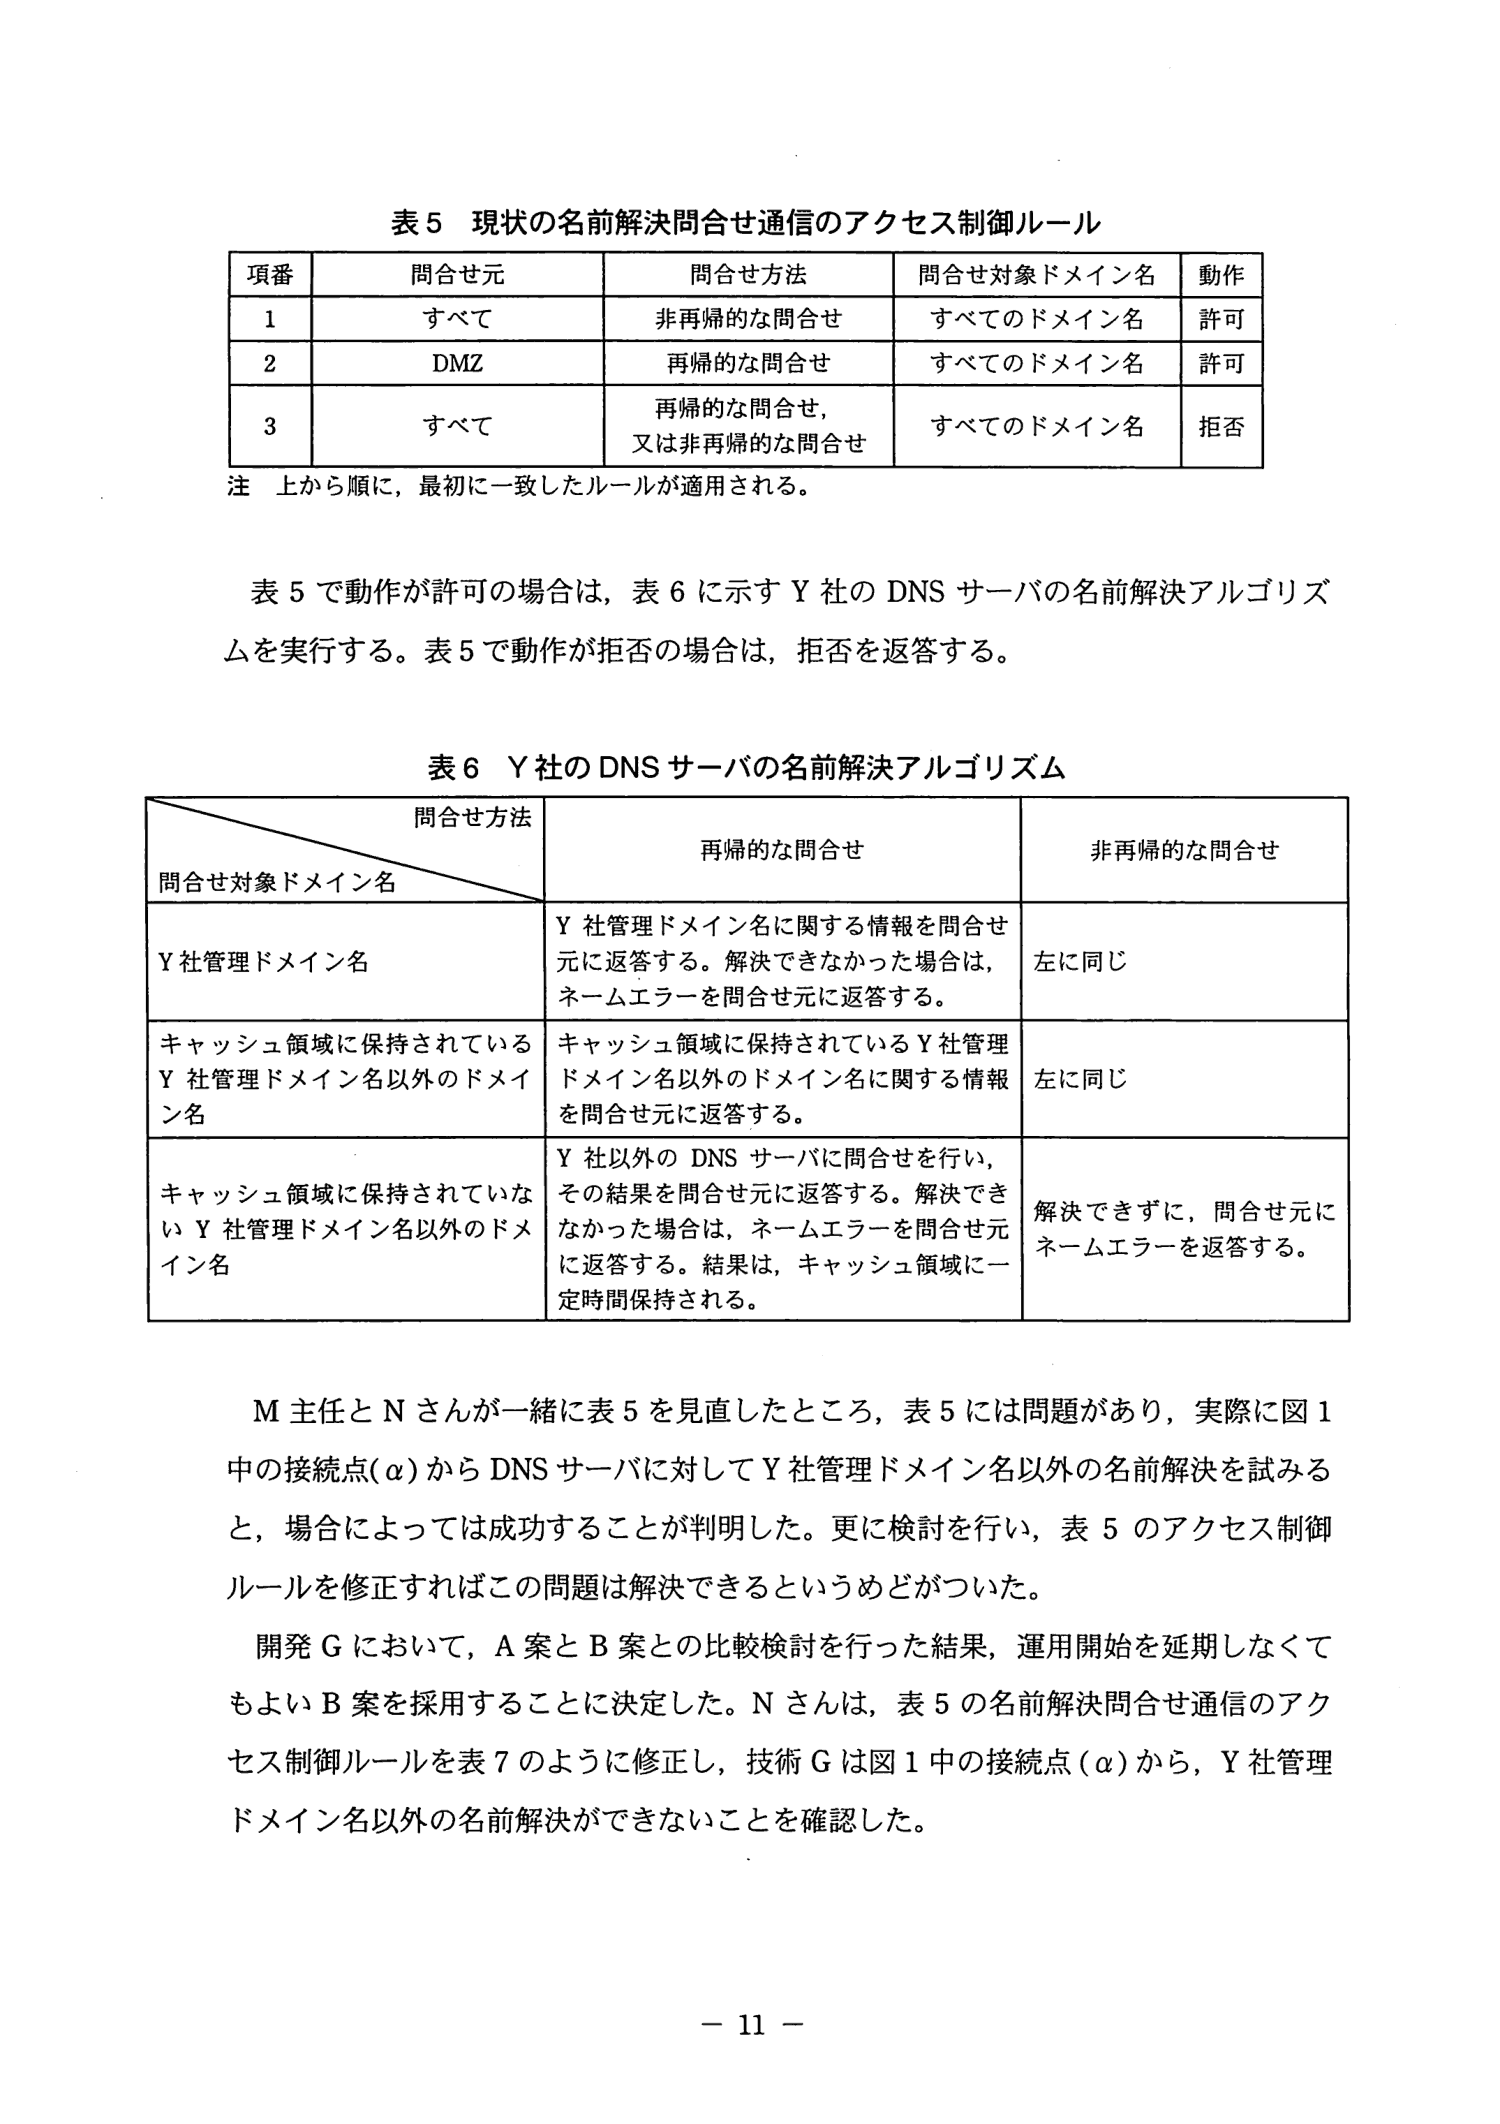 表5 現状の名前解決問合せ通信のアクセス制御ルール
項番 問合せ元 問合せ方法 問合せ対象ドメイン名 動作
1 すべて 非再帰的な問合せ すべてのドメイン名 許可
2 DMZ 再帰的な問合せ すべてのドメイン名 許可
3 すべて 再帰的な問合せ, 又は非再帰的な問合せ すべてのドメイン名 拒否
注 上から順に，最初に一致したルールが適用される。
表 5 で動作が許可の場合は，表 6 に示す Y 社の DNS サーバの名前解決アルゴリズ
ムを実行する。表 5 で動作が拒否の場合は，拒否を返答する。
表6 Y社の DNS サーバの名前解決アルゴリズム
問合せ方法
問合せ対象ドメイン名
再帰的な問合せ
非再帰的な問合せ
Y 社管理ドメイン名
Y 社管理ドメイン名に関する情報を問合せ
元に返答する。解決できなかった場合は，
ネームエラーを問合せ元に返答する。
左に同じ
キャッシュ領域に保持されている
Y 社管理ドメイン名以外のドメイ
ン名
キャッシュ領域に保持されている Y 社管理
ドメイン名以外のドメイン名に関する情報
を問合せ元に返答する。
左に同じ
キャッシュ領域に保持されていな
い Y 社管理ドメイン名以外のドメ
イン名
Y 社以外の DNS サーバに問合せを行い，
その結果を問合せ元に返答する。解決でき
なかった場合は，ネームエラーを問合せ元
に返答する。結果は，キャッシュ領域に一
定時間保持される。
解決できずに，問合せ元に
ネームエラーを返答する。
M 主任と N さんが一緒に表 5 を見直したところ，表 5 には問題があり，実際に図 1
中の接続点(α)から DNS サーバに対して Y 社管理ドメイン名以外の名前解決を試みる
と，場合によっては成功することが判明した。更に検討を行い，表 5 のアクセス制御
ルールを修正すればこの問題は解決できるというめどがついた。
開発 G において，A 案と B 案との比較検討を行った結果，運用開始を延期しなくて
もよい B 案を採用することに決定した。N さんは，表 5 の名前解決問合せ通信のアク
セス制御ルールを表 7 のように修正し，技術 G は図 1 中の接続点(α)から，Y 社管理
ドメイン名以外の名前解決ができないことを確認した。
－ 11 －